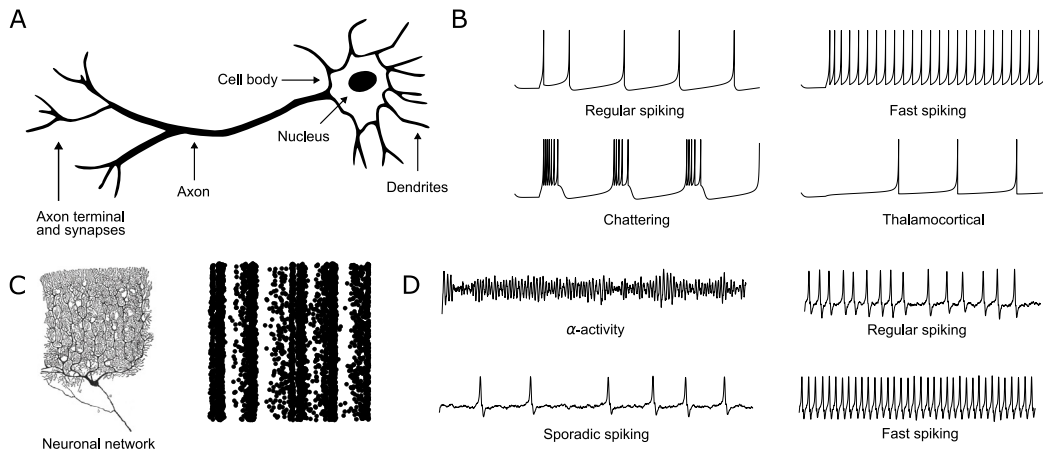 A
Cell body
Nucleus
Axon
Dendrites
Axon terminal
and synapses
B
Regular spiking
Fast spiking
Chattering
Thalamocortical
C
Neuronal network
D
α-activity
Regular spiking
Sporadic spiking
Fast spiking